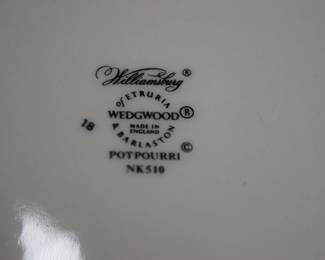 Williamsburg®
of ETRURIA
WEDGWOOD®
MADE IN
ENGLAND
& BARLASTON
18
POTPOURRI ©
NK510